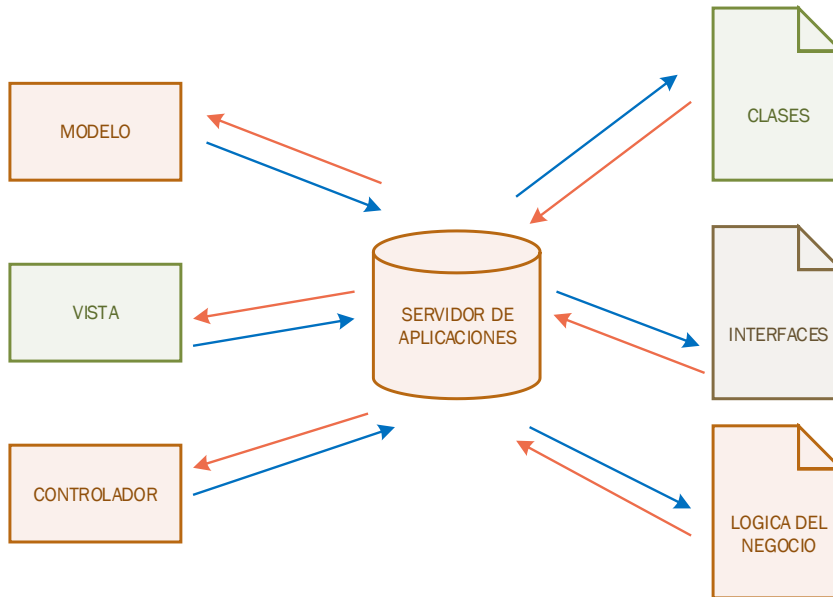 MODELO
VISTA
CONTROLADOR
SERVIDOR DE
APLICACIONES
CLASES
INTERFACES
LOGICA DEL
NEGOCIO